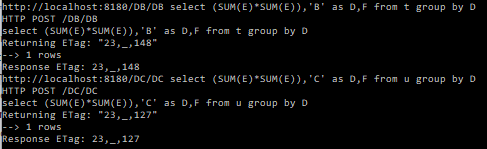 http://localhost:8180/DB/DB select (SUM(E)*SUM(E)),'B' as D,F from t group by D
HTTP POST /DB/DB
select (SUM(E)*SUM(E)),'B' as D,F from t group by D
Returning ETag: "23,_,148"
--> 1 rows
Response ETag: 23,_,148
http://localhost:8180/DC/DC select (SUM(E)*SUM(E)),'C' as D,F from u group by D
HTTP POST /DC/DC
select (SUM(E)*SUM(E)),'C' as D,F from u group by D
Returning ETag: "23,_,127"
--> 1 rows
Response ETag: 23,_,127